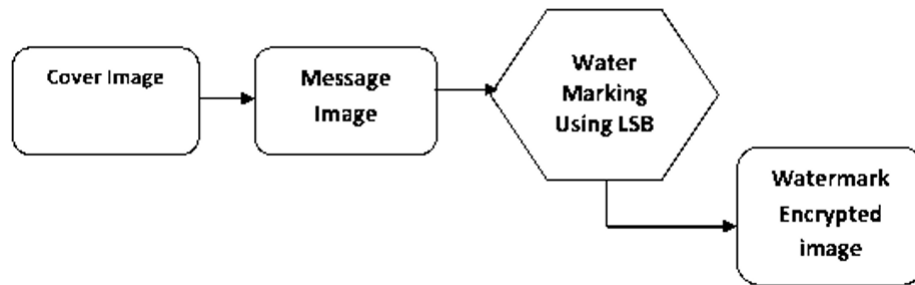 Cover Image
Message
Image
Water
Marking
Using LSB
Watermark
Encrypted
image